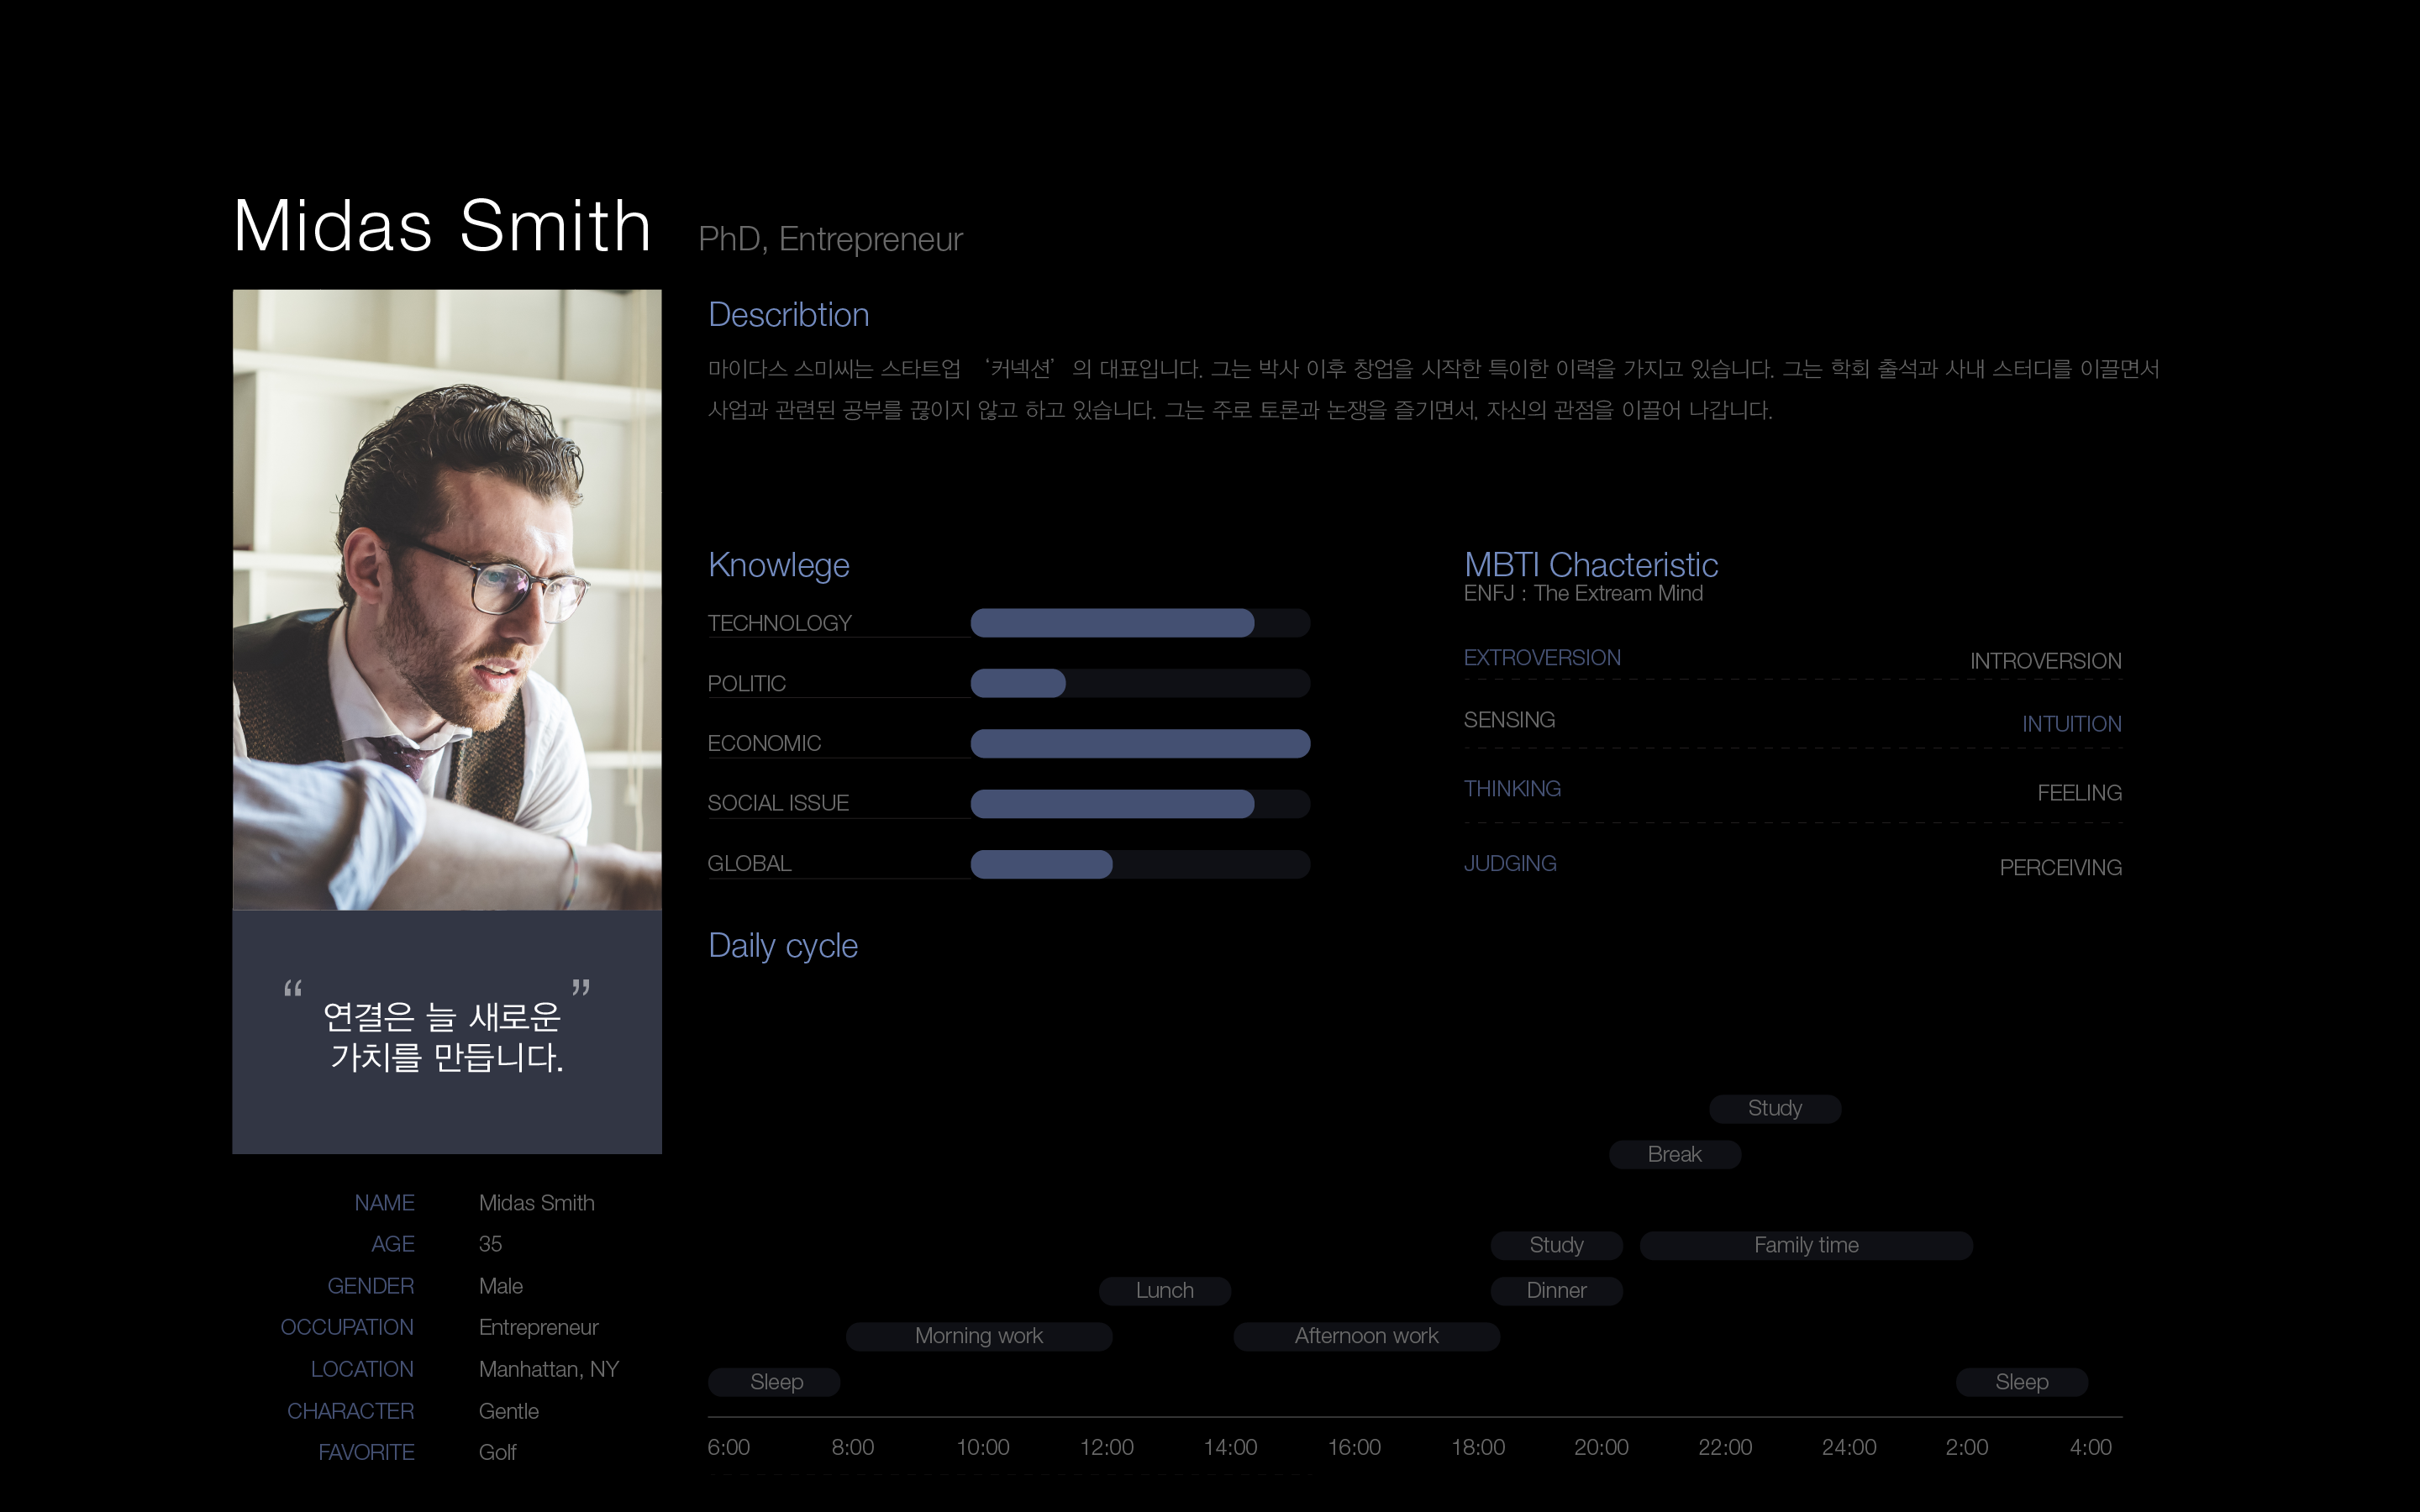 Midas Smith
PhD, Entrepreneur
Describtion
마이다스 스미씨는 스타트업 ‘커넥션’의 대표입니다. 그는 박사 이후 창업을 시작한 특이한 이력을 가지고 있습니다. 그는 학회 출석과 사내 스터디를 이끌면서
사업과 관련된 공부를 끊이지 않고 하고 있습니다. 그는 주로 토론과 논쟁을 즐기면서, 자신의 관점을 이끌어 나갑니다.
Knowlege
TECHNOLOGY
POLITIC
ECONOMIC
SOCIAL ISSUE
GLOBAL
MBTI Chacteristic
ENFJ : The Extream Mind
EXTROVERSION INTROVERSION
SENSING INTUITION
THINKING FEELING
JUDGING PERCEIVING
“ 연결은 늘 새로운 ”
가치를 만듭니다.
NAME Midas Smith
AGE 35
GENDER Male
OCCUPATION Entrepreneur
LOCATION Manhattan, NY
CHARACTER Gentle
FAVORITE Golf
Daily cycle
Study
Break
Study Family time
Lunch Dinner
Morning work Afternoon work
Sleep Sleep
6:00 8:00 10:00 12:00 14:00 16:00 18:00 20:00 22:00 24:00 2:00 4:00